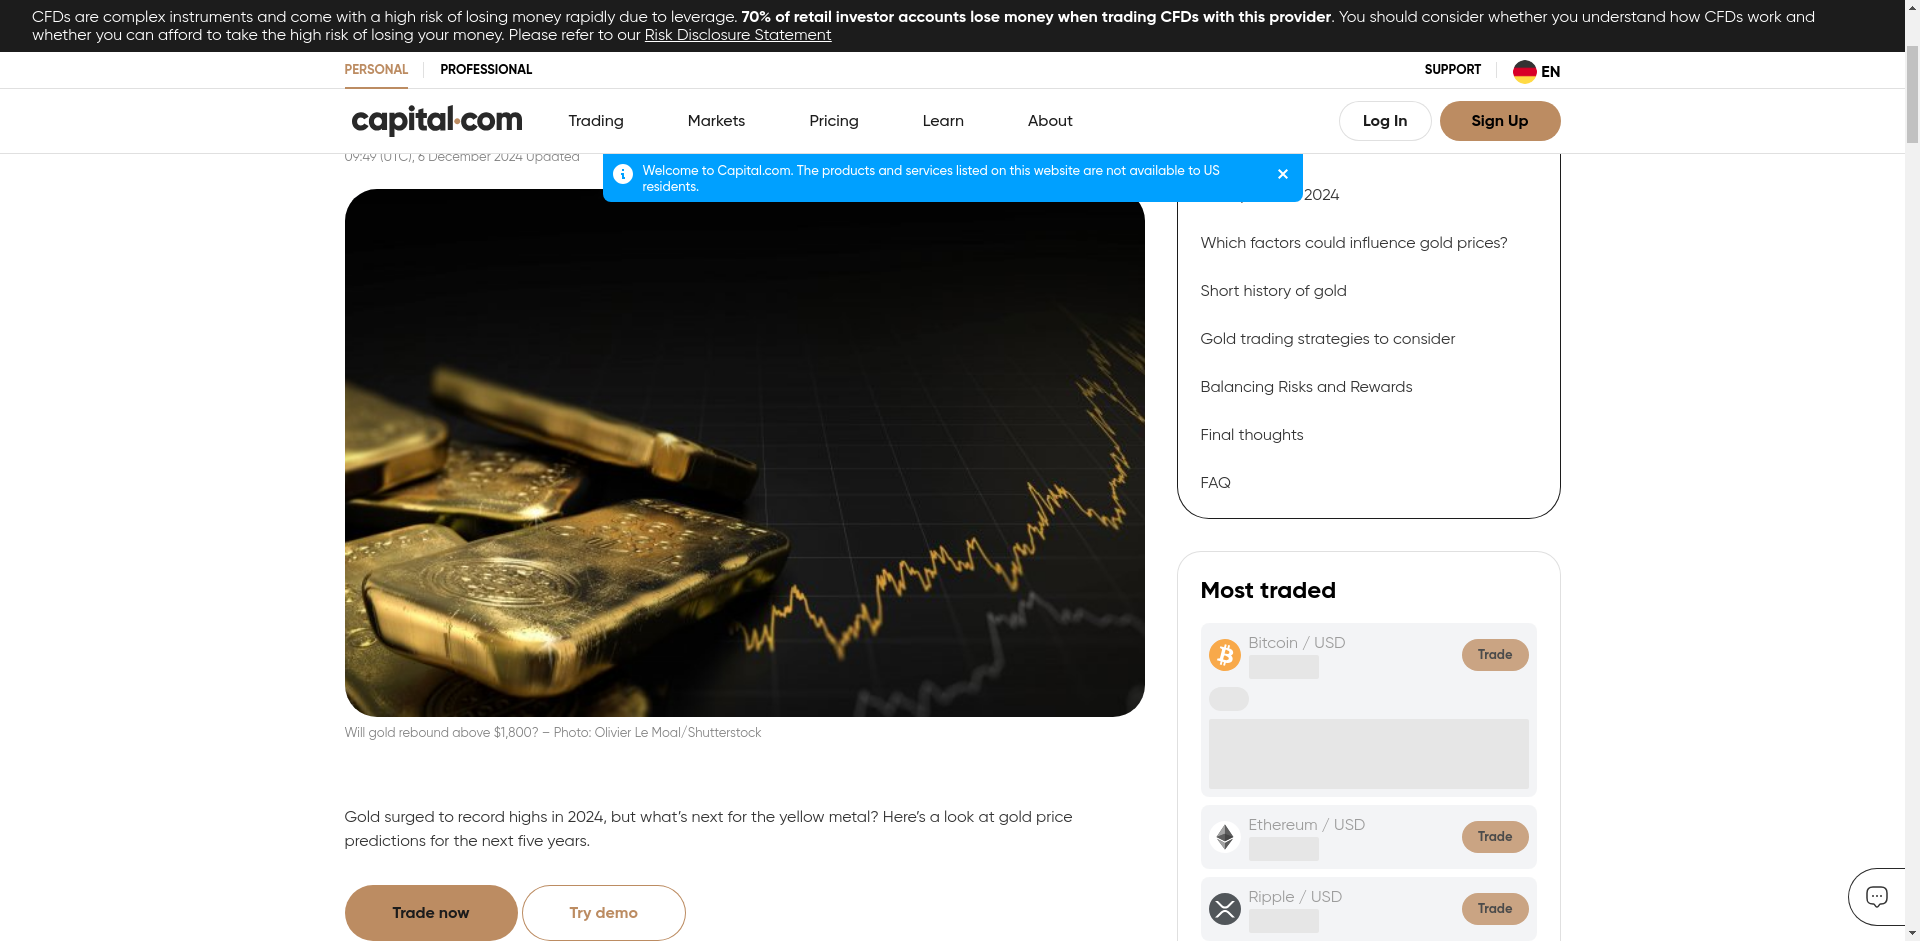 CFDs are complex instruments and come with a high risk of losing money rapidly due to leverage. 70% of retail investor accounts lose money when trading CFDs with this provider. You should consider whether you understand how CFDs work and
whether you can afford to take the high risk of losing your money. Please refer to our Risk Disclosure Statement
PERSONAL
PROFESSIONAL
SUPPORT
EN
capital.com
Trading
Markets
Pricing
Learn
About
Log In
Sign Up
09:49 (UTC), 6 December 2024 Updated
Welcome to Capital.com. The products and services listed on this website are not available to US
residents.
2024
Which factors could influence gold prices?
Short history of gold
Gold trading strategies to consider
Balancing Risks and Rewards
Final thoughts
FAQ
Will gold rebound above $1,800? – Photo: Olivier Le Moal/Shutterstock
Gold surged to record highs in 2024, but what’s next for the yellow metal? Here’s a look at gold price
predictions for the next five years.
Trade now
Try demo
Most traded
Bitcoin / USD
Trade
Ethereum / USD
Trade
Ripple / USD
Trade